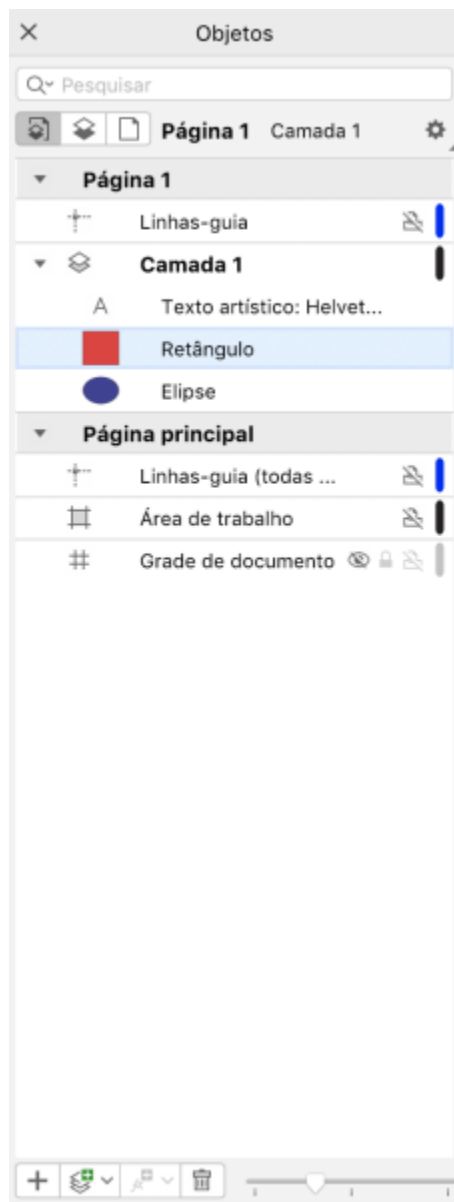 Objetos
Pesquisar
Página 1 Camada 1
Página 1
Linhas-guia
Camada 1
A Texto artístico: Helvet...
Retângulo
Elipse
Página principal
Linhas-guia (todas ...
Área de trabalho
Grade de documento